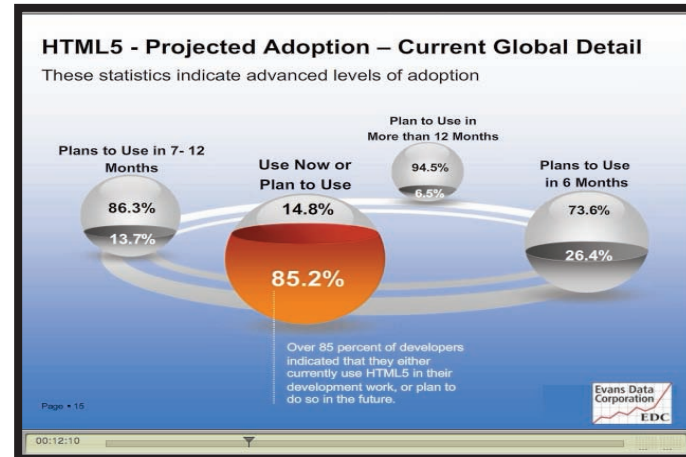 HTML5 - Projected Adoption – Current Global Detail
These statistics indicate advanced levels of adoption
Plan to Use in
More than 12 Months
94.5%
6.5%
Plans to Use in 7- 12
Months
86.3%
13.7%
Use Now or
Plan to Use
14.8%
85.2%
Plans to Use
in 6 Months
73.6%
26.4%
Over 85 percent of developers
indicated that they either
currently use HTML5 in their
development work, or plan to
do so in the future.
Page • 15
Evans Data
Corporation
EDC
00:12:10